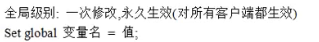 全局级别: 一次修改,永久生效(对所有客户端都生效)
Set global 变量名 = 值;